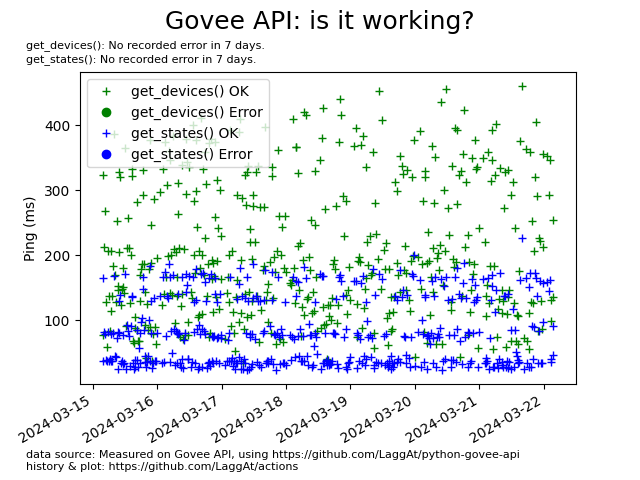 Govee API: is it working?
get_devices(): No recorded error in 7 days.
get_states(): No recorded error in 7 days.
get_devices() OK
get_devices() Error
get_states() OK
get_states() Error
Ping (ms)
400
300
200
100
2024-03-15
2024-03-16
2024-03-17
2024-03-18
2024-03-19
2024-03-20
2024-03-21
2024-03-22
data source: Measured on Govee API, using https://github.com/LaggAt/python-govee-api
history & plot: https://github.com/LaggAt/actions